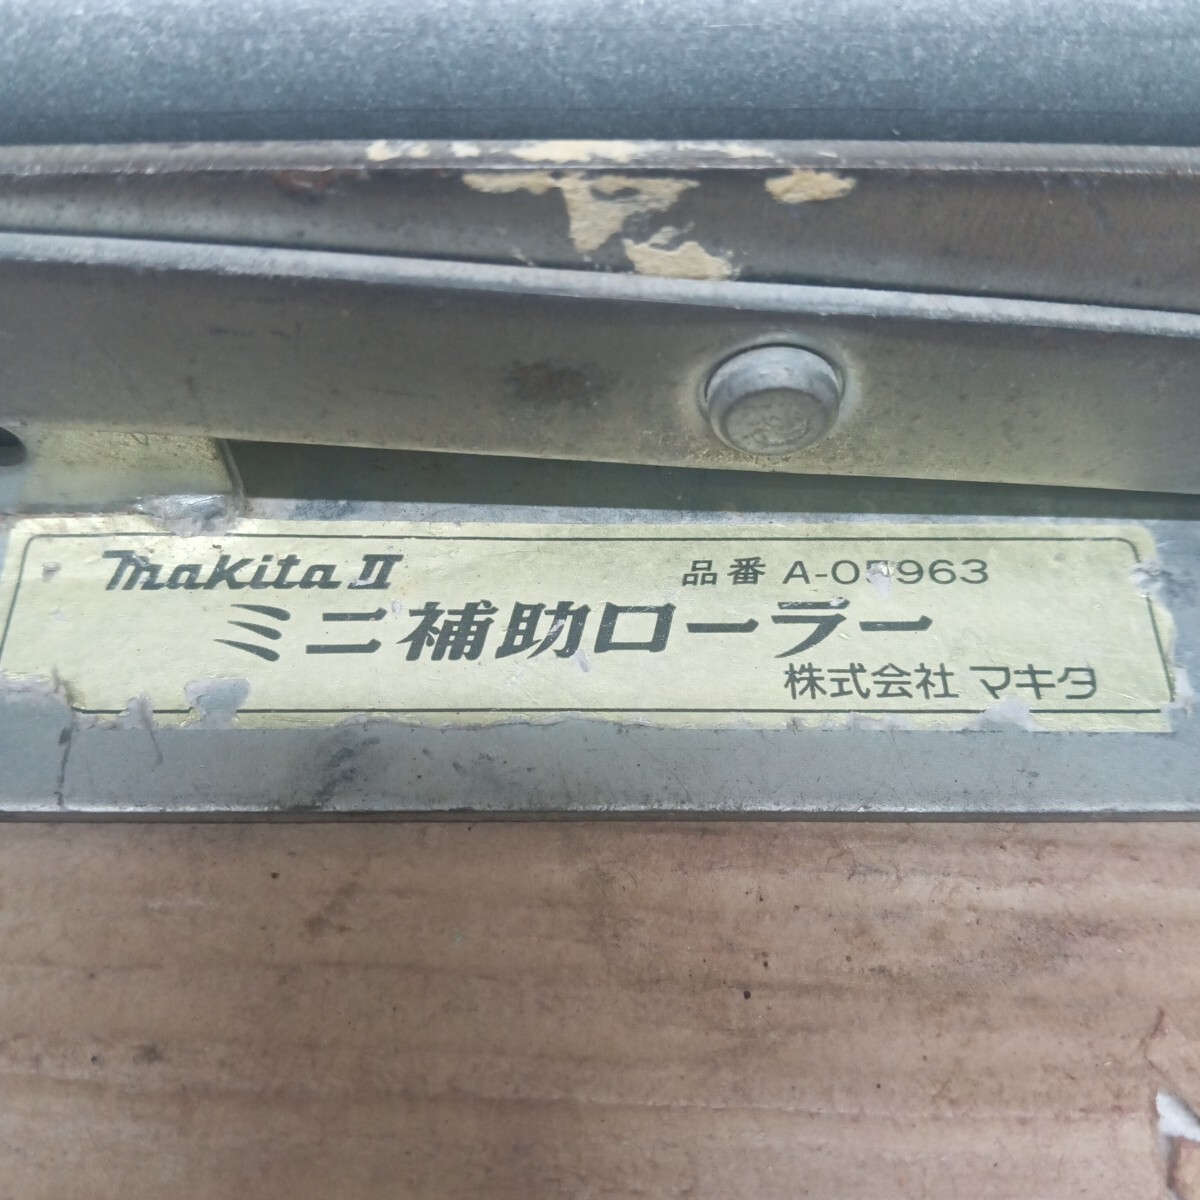 makita II
品番 A-05963
ミニ補助ローラー
株式会社 マキタ